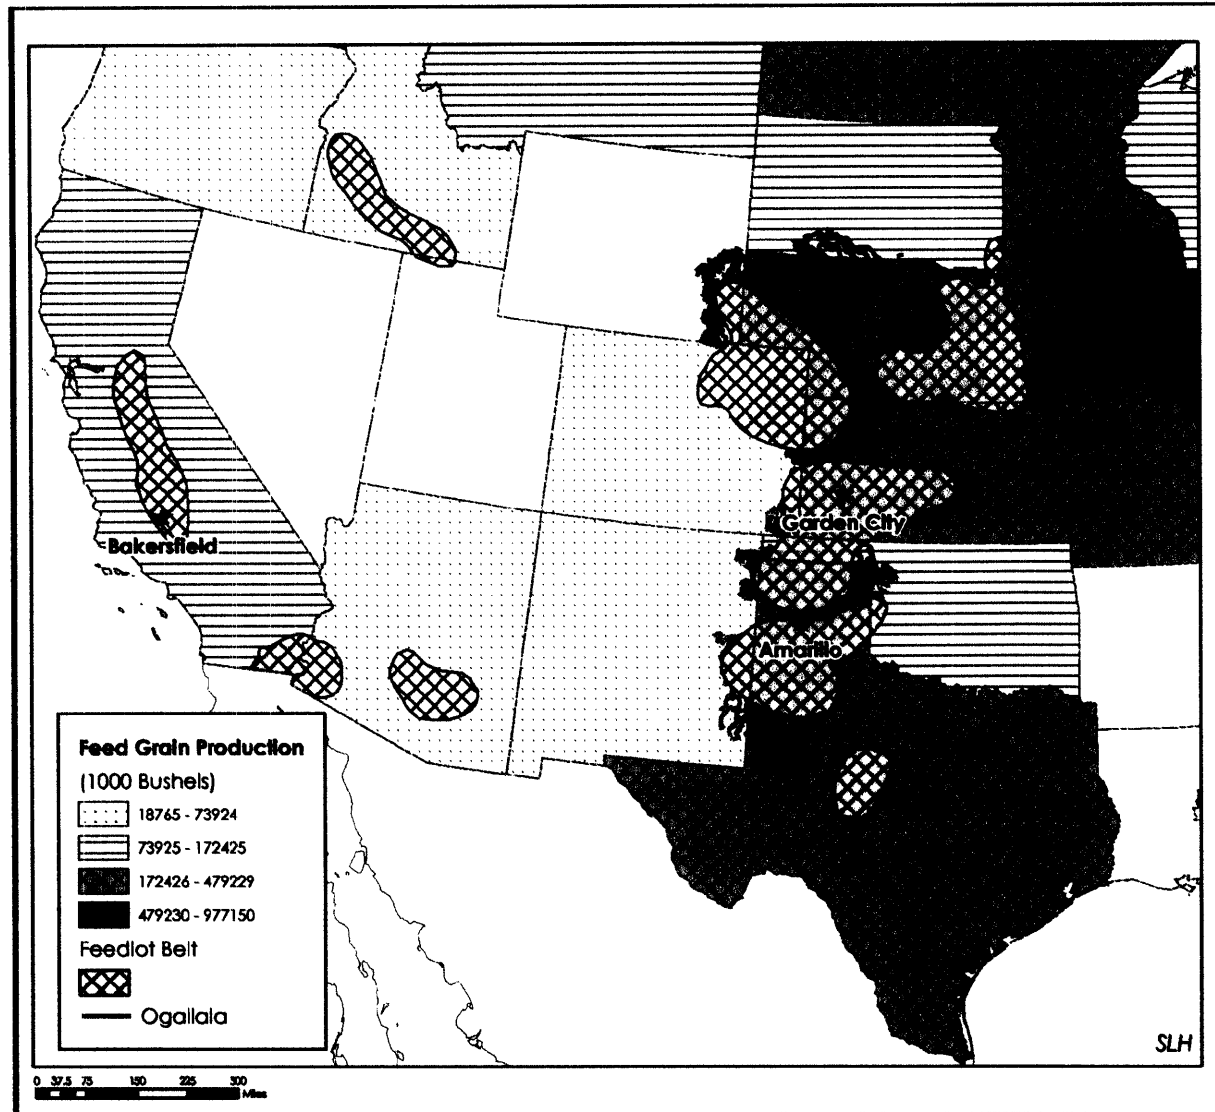 Garden City
Bakersfield
Amarillo
Feed Grain Production
(1000 Bushels)
18765 - 73924
73925 - 172425
172426 - 479229
479230 - 977150
Feedlot Belt
Ogallala
SLH
0 37.5 75 150 225 300
Miles